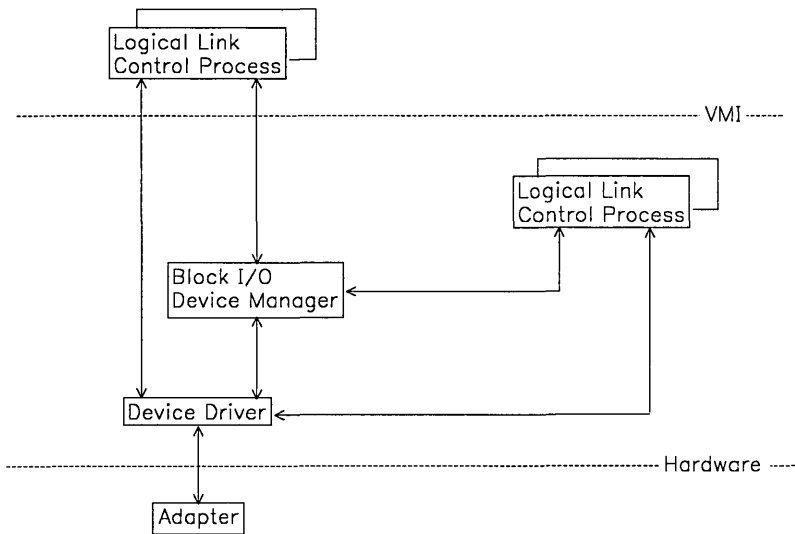 Logical Link
Control Process
VMI
Logical Link
Control Process
Block I/O
Device Manager
Device Driver
Hardware
Adapter